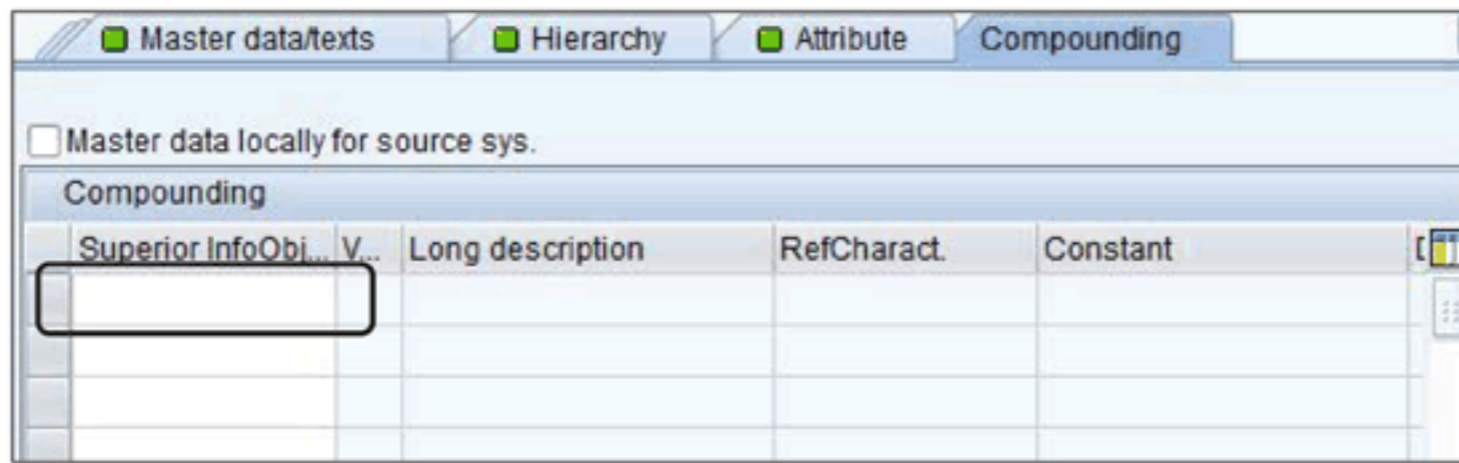 Master data/texts Hierarchy Attribute Compounding
Master data locally for source sys.
Compounding
Superior InfoObj... V... Long description RefCharact. Constant